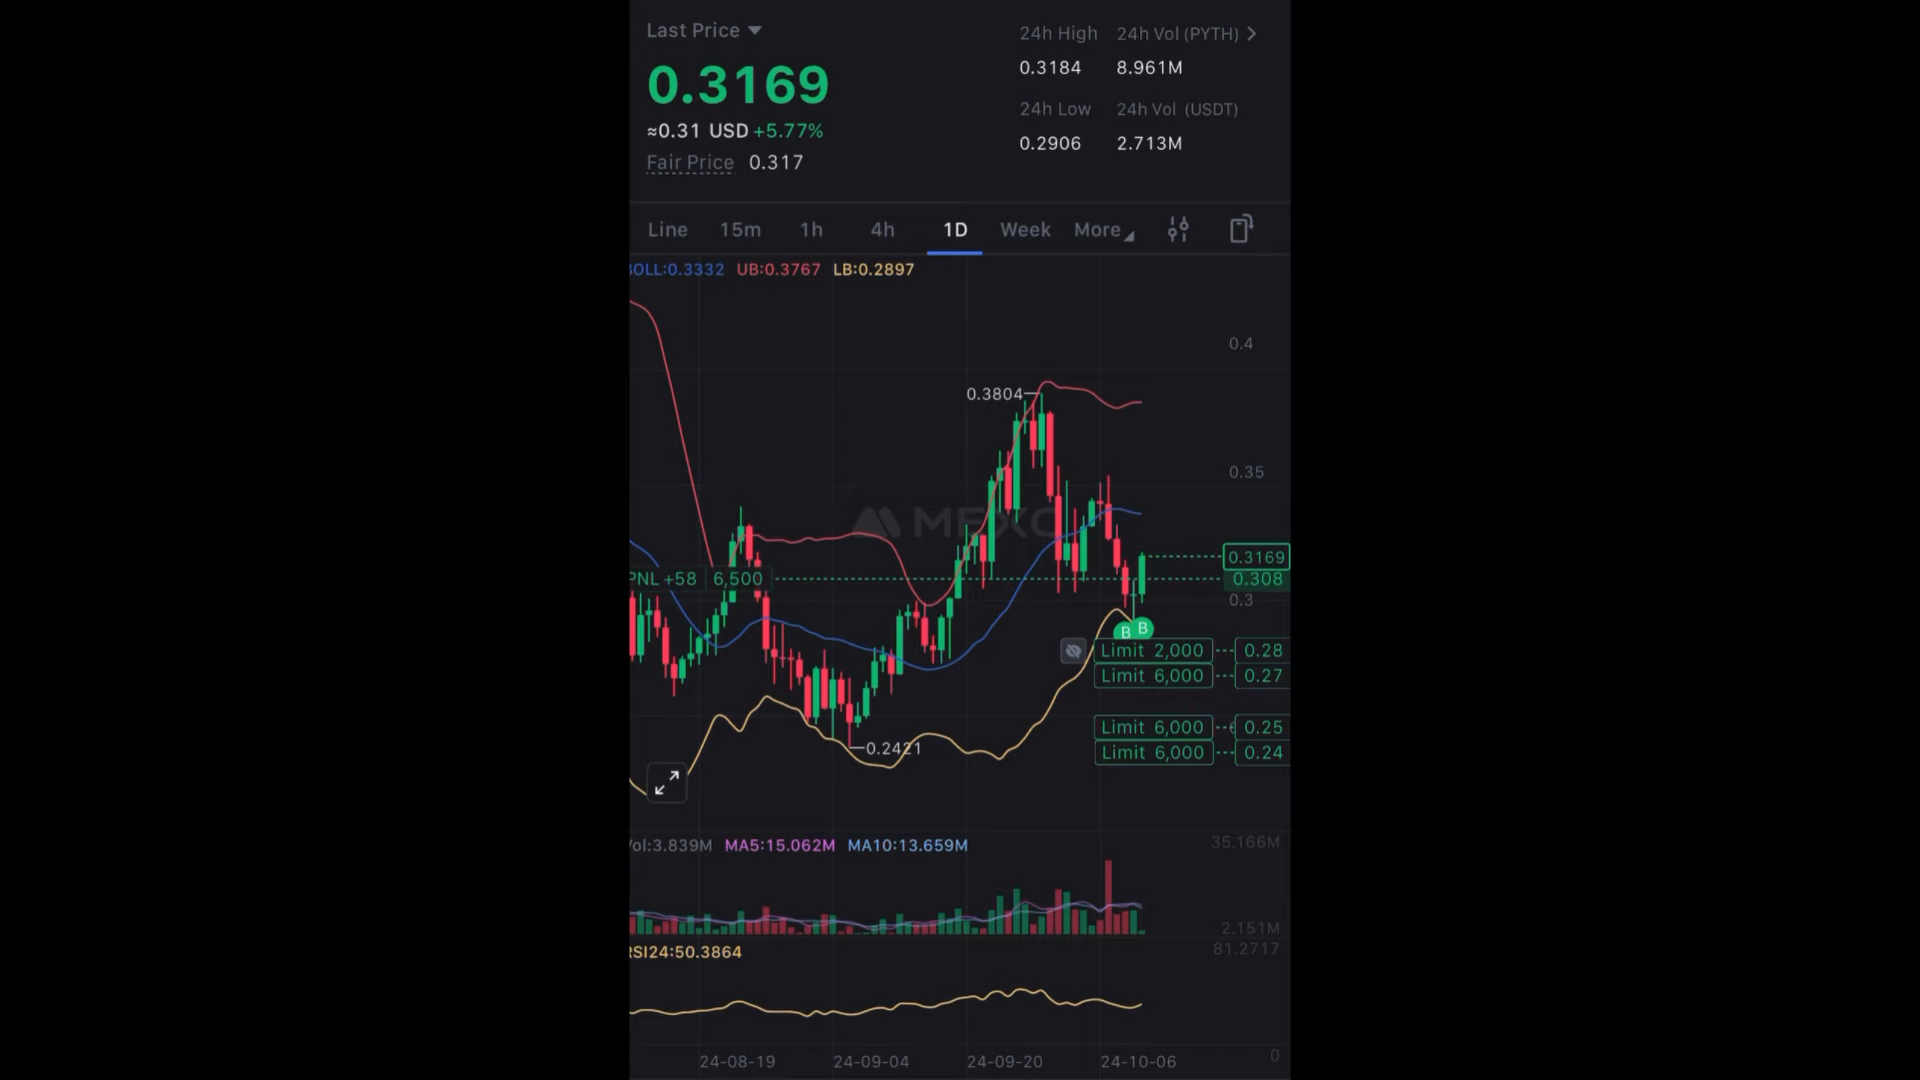 Last Price
24h High 24h Vol (PYTH)
0.3169
0.3184 8.961M
24h Low 24h Vol (USDT)
≈0.31 USD +5.77%
0.2906 2.713M
Fair Price 0.317
Line 15m 1h 4h 1D Week More
OLL:0.3332 UB:0.3767 LB:0.2897
0.4
0.3804
0.35
MEXC
0.3169
PNL +58 6,500 0.308
0.3
B B
Limit 2,000 0.28
Limit 6,000 0.27
Limit 6,000 0.25
0.2421
Limit 6,000 0.24
ol:3.839M MA5:15.062M MA10:13.659M
35.166M
2.151M
RSI24:50.3864
81.2717
0
24-08-19 24-09-04 24-09-20 24-10-06